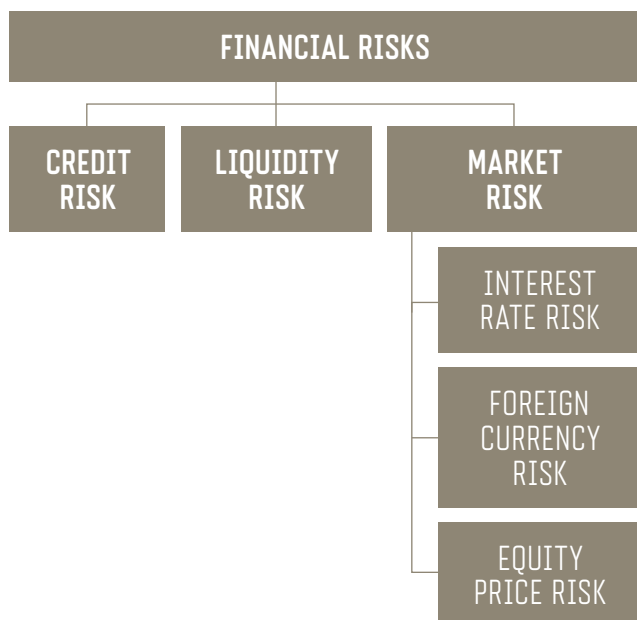 FINANCIAL RISKS
CREDIT
RISK
LIQUIDITY
RISK
MARKET
RISK
INTEREST
RATE RISK
FOREIGN
CURRENCY
RISK
EQUITY
PRICE RISK